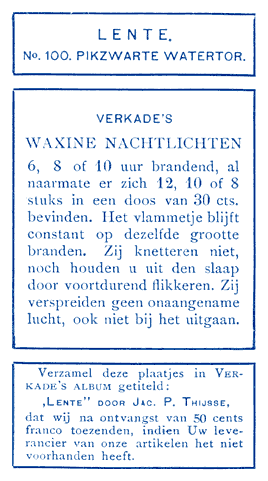 LENTE.
No. 100. PIKZWARTE WATERTOR.
VERKADE'S
WAXINE NACHTLICHTEN
6, 8 of 10 uur brandend, al
naarmate er zich 12, 10 of 8
stuks in een doos van 30 cts.
bevinden. Het vlammetje blijft
constant op dezelfde grootte
branden. Zij knetteren niet,
noch houden u uit den slaap
door voortdurend flikkeren. Zij
verspreiden geen onaangename
lucht, ook niet bij het uitgaan.
Verzamel deze plaatjes in VER-
KADE'S ALBUM getiteld:
„LENTE" DOOR JAC. P. THIJSSE,
dat wij na ontvangst van 50 cents
franco toezenden, indien Uw leve-
rancier van onze artikelen het niet
voorhanden heeft.